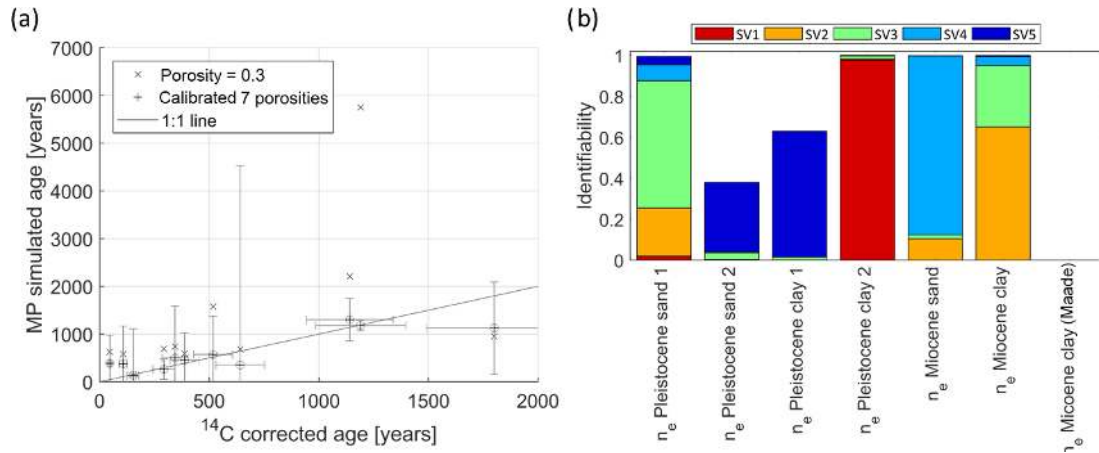 (a)
7000
6000
5000
4000
3000
2000
1000
0
MP simulated age [years]
Porosity = 0.3
Calibrated 7 porosities
1:1 line
0
500
1000
1500
2000
14C corrected age [years]
(b)
SV1 SV2 SV3 SV4 SV5
1
0.8
0.6
0.4
0.2
0
Identifiability
ne Pleistocene sand 1
ne Pleistocene sand 2
ne Pleistocene clay 1
ne Pleistocene clay 2
ne Miocene sand
ne Miocene clay
ne Micoene clay (Maade)